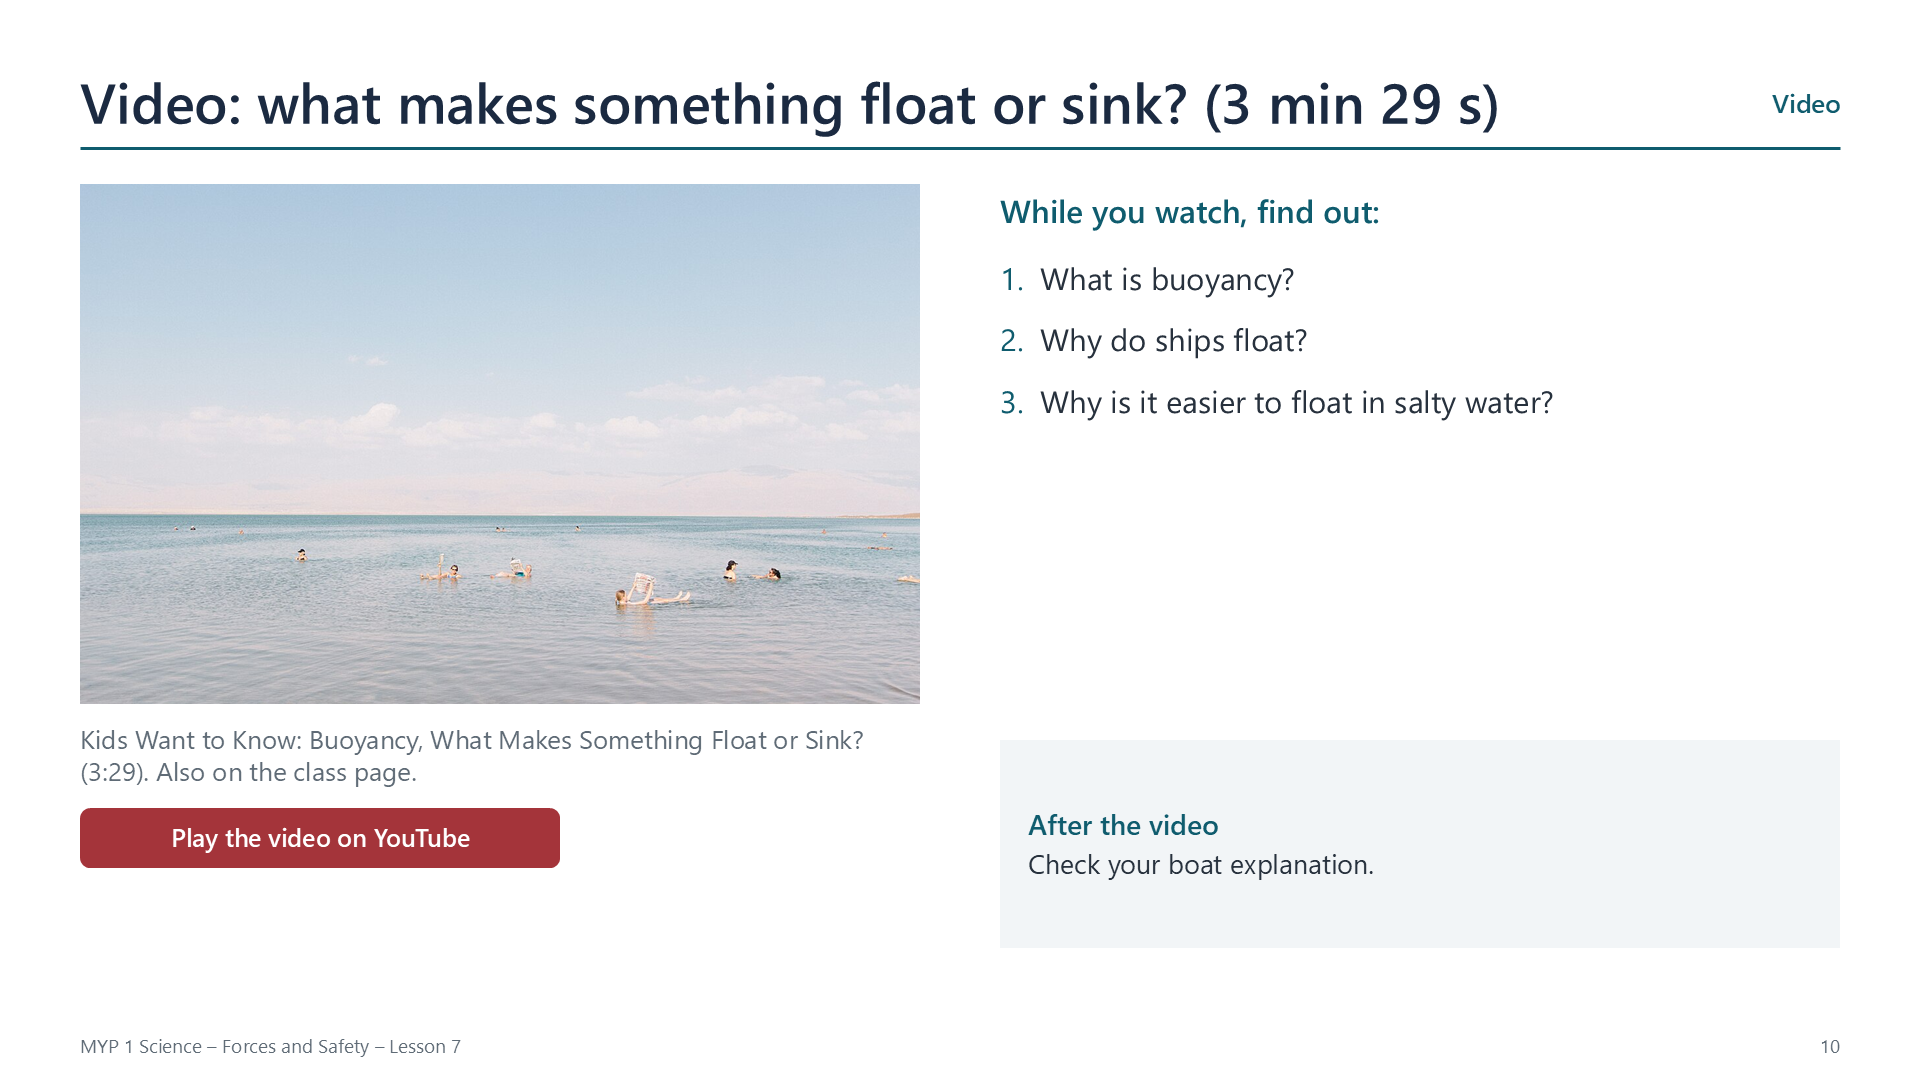 Video: what makes something float or sink? (3 min 29 s)
Video
While you watch, find out:
1. What is buoyancy?
2. Why do ships float?
3. Why is it easier to float in salty water?
Kids Want to Know: Buoyancy, What Makes Something Float or Sink?
(3:29). Also on the class page.
Play the video on YouTube
After the video
Check your boat explanation.
MYP 1 Science – Forces and Safety – Lesson 7
10